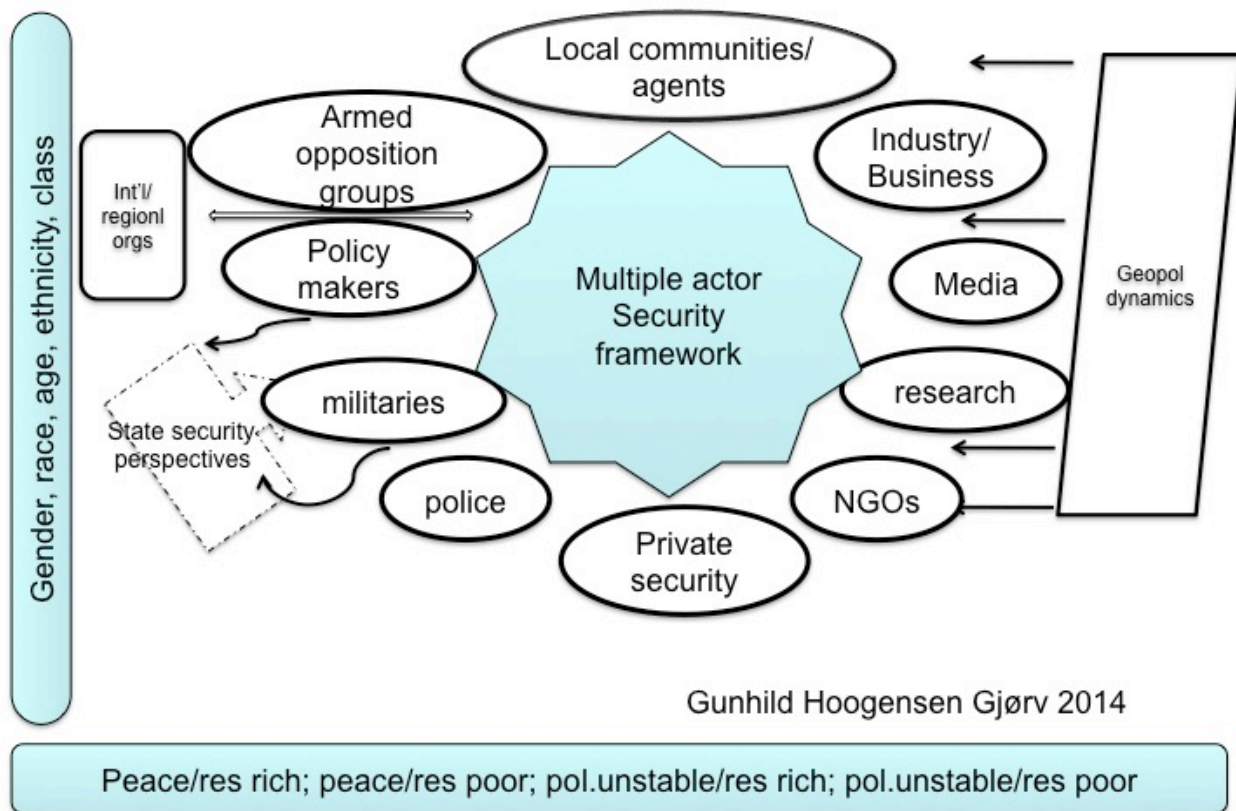 Gender, race, age, ethnicity, class
Local communities/
agents
Armed
opposition
groups
Industry/
Business
Int'l/
regionl
orgs
Policy
makers
Multiple actor
Security
framework
Media
Geopol
dynamics
militaries
research
State security
perspectives
police
NGOs
Private
security
Gunhild Hoogensen Gjørv 2014
Peace/res rich; peace/res poor; pol.unstable/res rich; pol.unstable/res poor